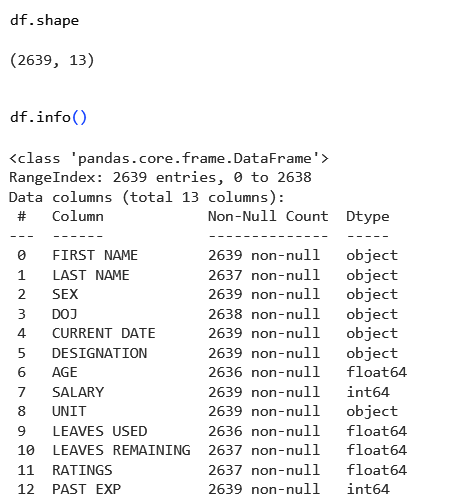 df.shape
(2639, 13)
df.info()
<class 'pandas.core.frame.DataFrame'>
RangeIndex: 2639 entries, 0 to 2638
Data columns (total 13 columns):
 #   Column            Non-Null Count  Dtype
---  ------            --------------  -----
 0   FIRST NAME        2639 non-null   object
 1   LAST NAME         2637 non-null   object
 2   SEX               2639 non-null   object
 3   DOJ               2638 non-null   object
 4   CURRENT DATE      2639 non-null   object
 5   DESIGNATION       2639 non-null   object
 6   AGE               2636 non-null   float64
 7   SALARY            2639 non-null   int64
 8   UNIT              2639 non-null   object
 9   LEAVES USED       2636 non-null   float64
 10  LEAVES REMAINING  2637 non-null   float64
 11  RATINGS           2637 non-null   float64
 12  PAST EXP          2639 non-null   int64